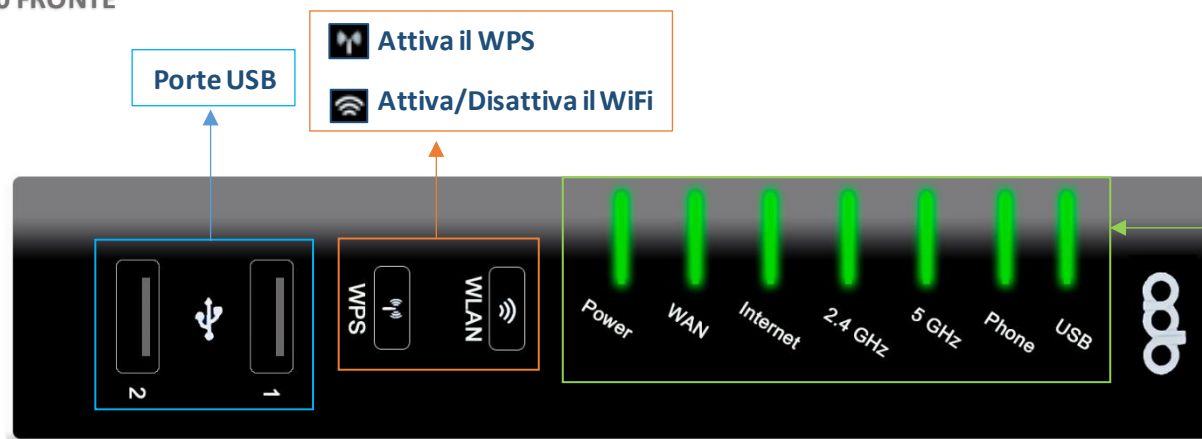 FRONTE
Attiva il WPS
Porte USB
Attiva/Disattiva il WiFi
2
1
WPS
WLAN
Power
WAN
Internet
2.4 GHz
5 GHz
Phone
USB
adb